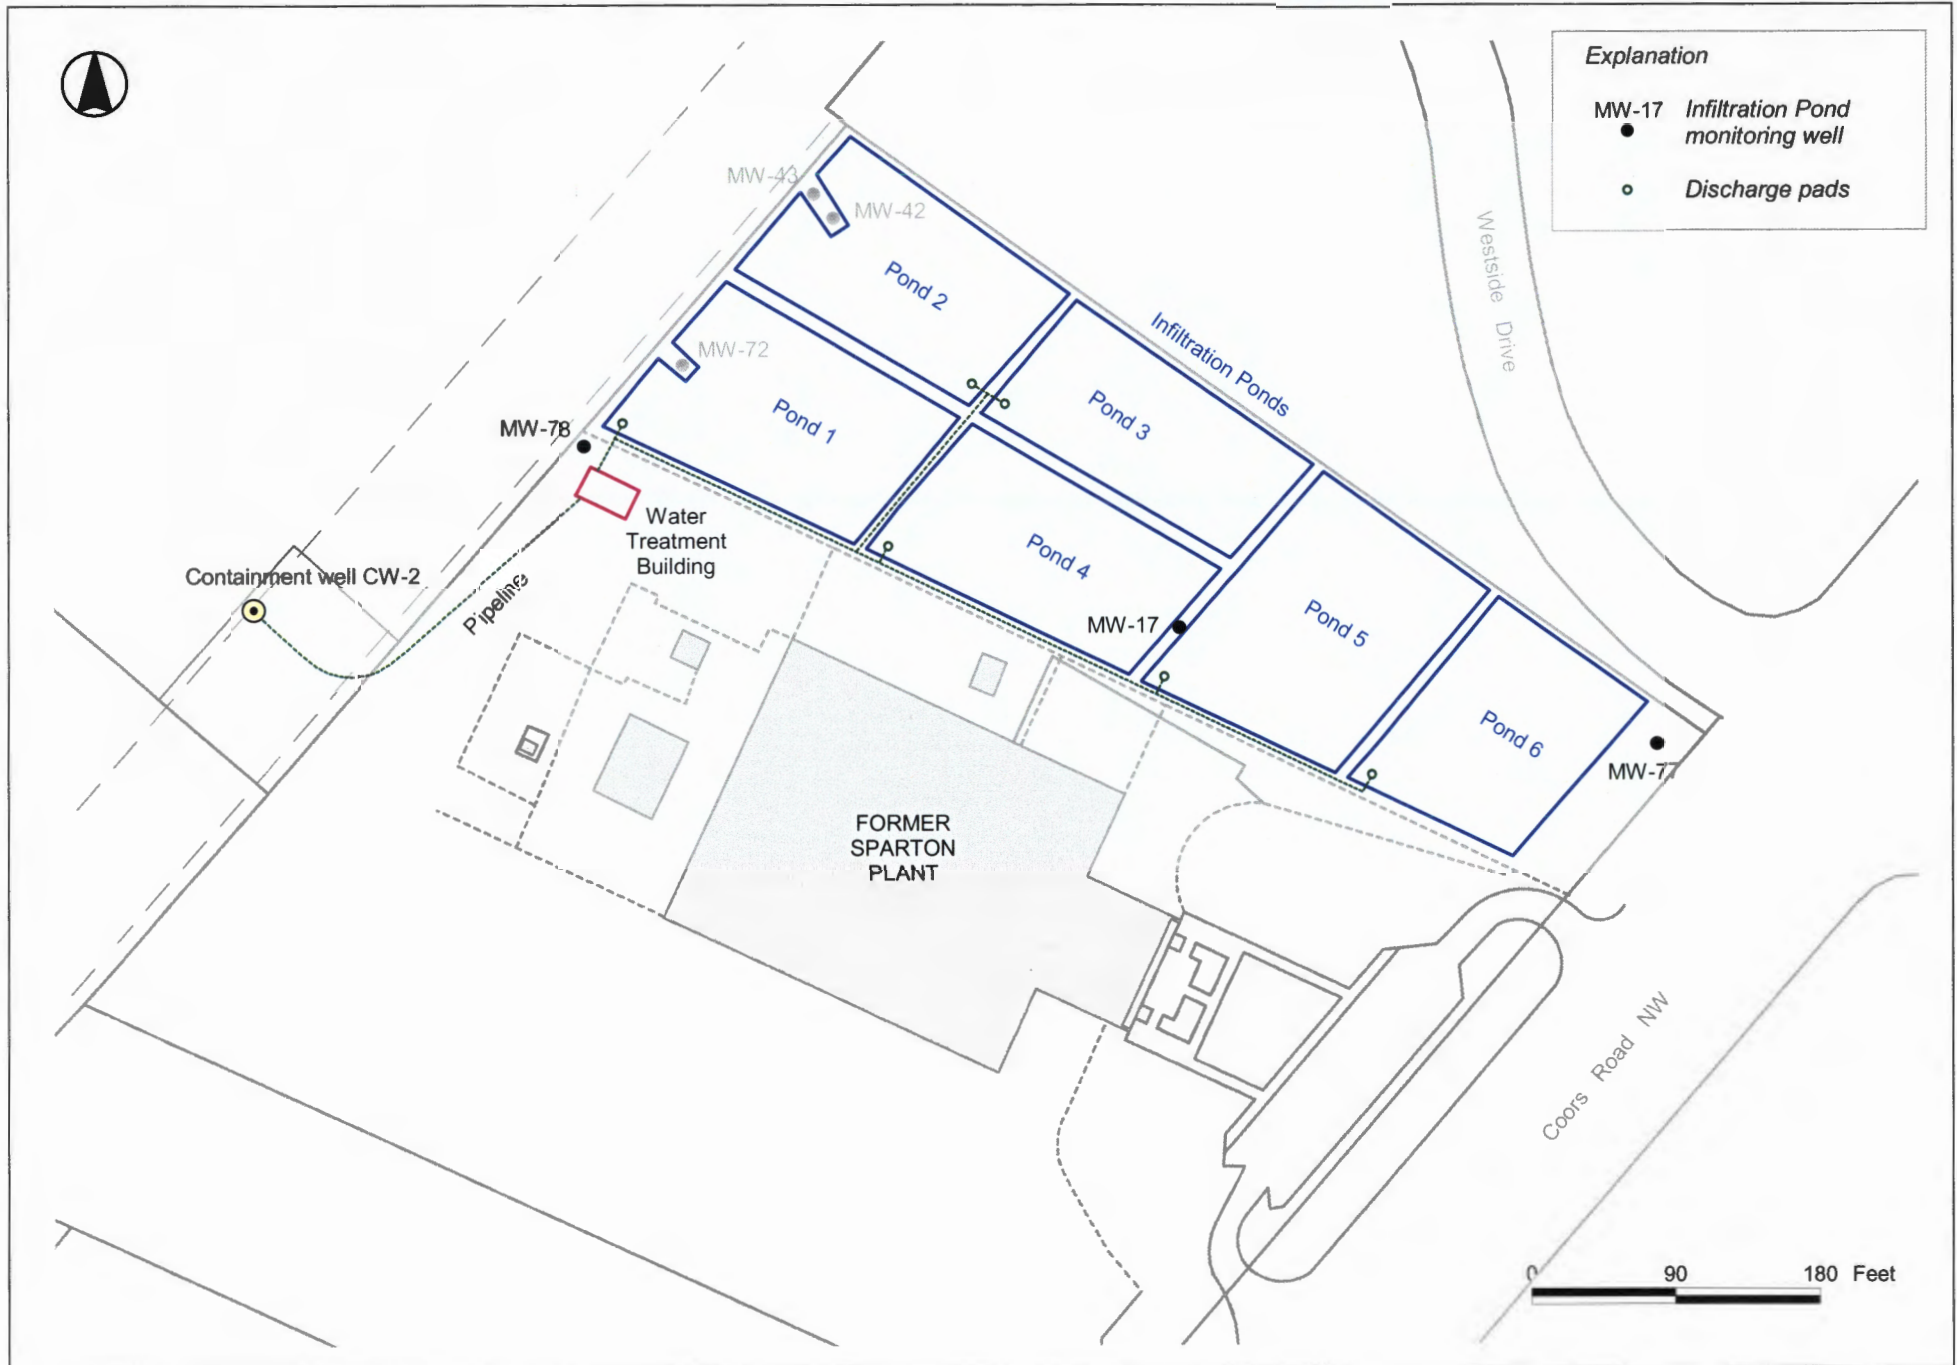 Explanation
MW-17 Infiltration Pond
monitoring well
Discharge pads
MW-43
MW-42
Westside Drive
Pond 2
Infiltration Ponds
MW-72
Pond 1
Pond 3
MW-78
Water
Treatment
Building
Pond 4
Containment well CW-2
Pipeline
MW-17
Pond 5
Pond 6
MW-77
FORMER
SPARTON
PLANT
Coors Road NW
0 90 180 Feet